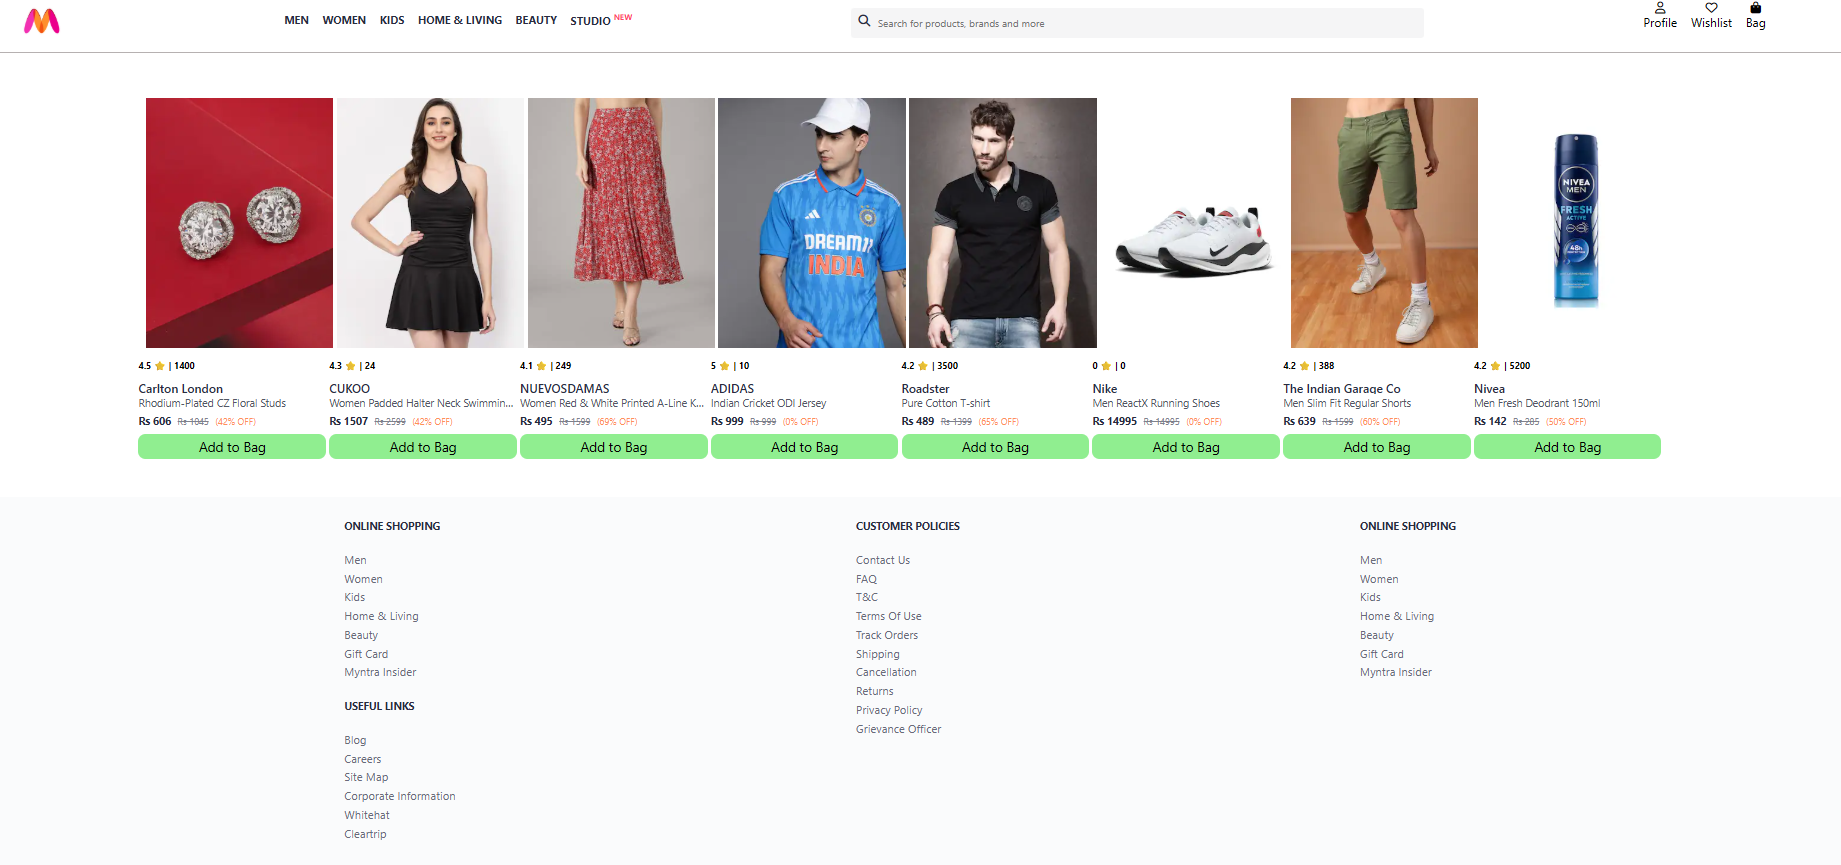 MEN WOMEN KIDS HOME & LIVING BEAUTY STUDIO NEW
Search for products, brands and more
Profile Wishlist Bag
DREAM11
INDIA
NIVEA
MEN
FRESH
ACTIVE
48h
4.5 | 1400
Carlton London
Rhodium-Plated CZ Floral Studs
Rs 606 Rs 1045 (42% OFF)
Add to Bag
4.3 | 24
CUKOO
Women Padded Halter Neck Swimmin...
Rs 1507 Rs 2599 (42% OFF)
Add to Bag
4.1 | 249
NUEVOSDAMAS
Women Red & White Printed A-Line K...
Rs 495 Rs 1599 (69% OFF)
Add to Bag
5 | 10
ADIDAS
Indian Cricket ODI Jersey
Rs 999 Rs 999 (0% OFF)
Add to Bag
4.2 | 3500
Roadster
Pure Cotton T-shirt
Rs 489 Rs 1399 (65% OFF)
Add to Bag
0 | 0
Nike
Men ReactX Running Shoes
Rs 14995 Rs 14995 (0% OFF)
Add to Bag
4.2 | 388
The Indian Garage Co
Men Slim Fit Regular Shorts
Rs 639 Rs 1599 (60% OFF)
Add to Bag
4.2 | 5200
Nivea
Men Fresh Deodrant 150ml
Rs 142 Rs 285 (50% OFF)
Add to Bag
ONLINE SHOPPING
Men
Women
Kids
Home & Living
Beauty
Gift Card
Myntra Insider
USEFUL LINKS
Blog
Careers
Site Map
Corporate Information
Whitehat
Cleartrip
CUSTOMER POLICIES
Contact Us
FAQ
T&C
Terms Of Use
Track Orders
Shipping
Cancellation
Returns
Privacy Policy
Grievance Officer
ONLINE SHOPPING
Men
Women
Kids
Home & Living
Beauty
Gift Card
Myntra Insider